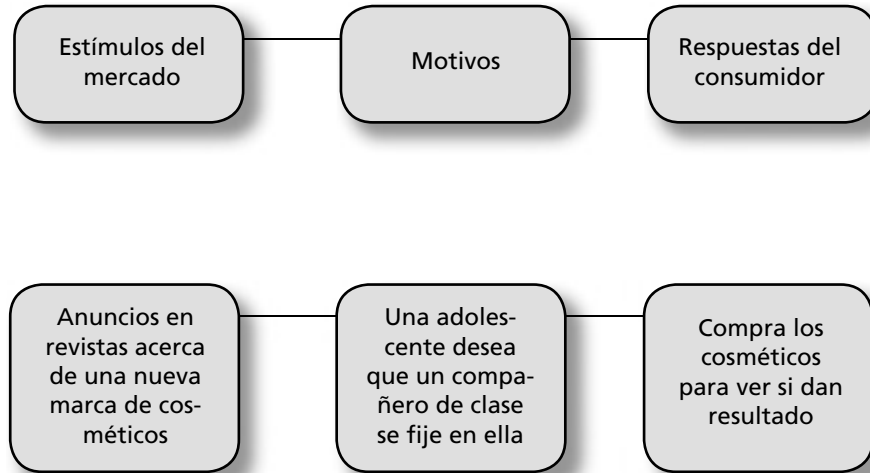 Estímulos del
mercado
Motivos
Respuestas del
consumidor
Anuncios en
revistas acerca
de una nueva
marca de cos-
méticos
Una adoles-
cente desea
que un compa-
ñero de clase
se fije en ella
Compra los
cosméticos
para ver si dan
resultado